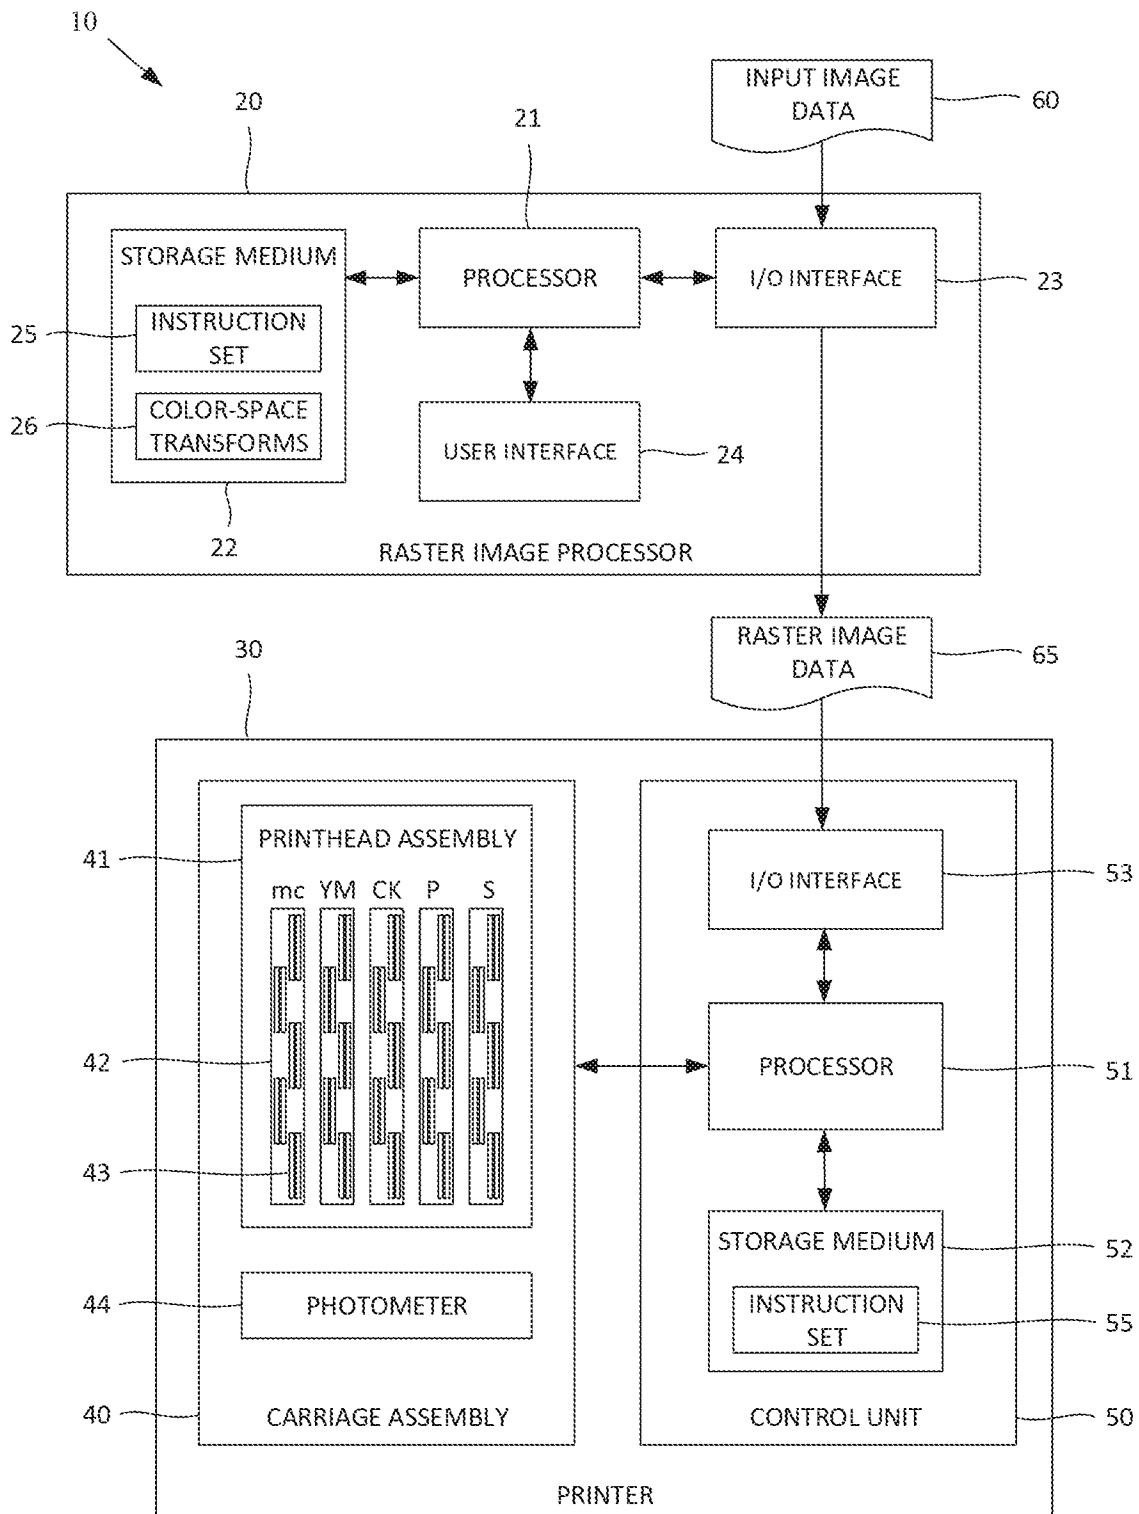 10
INPUT IMAGE
DATA
60
20
21
STORAGE MEDIUM
PROCESSOR
I/O INTERFACE
23
25
INSTRUCTION
SET
26
COLOR-SPACE
TRANSFORMS
USER INTERFACE
24
22
RASTER IMAGE PROCESSOR
30
RASTER IMAGE
DATA
65
PRINTHEAD ASSEMBLY
41
mc YM CK P S
I/O INTERFACE
53
42
PROCESSOR
51
43
STORAGE MEDIUM
52
44
PHOTOMETER
INSTRUCTION
SET
55
40
CARRIAGE ASSEMBLY
CONTROL UNIT
50
PRINTER